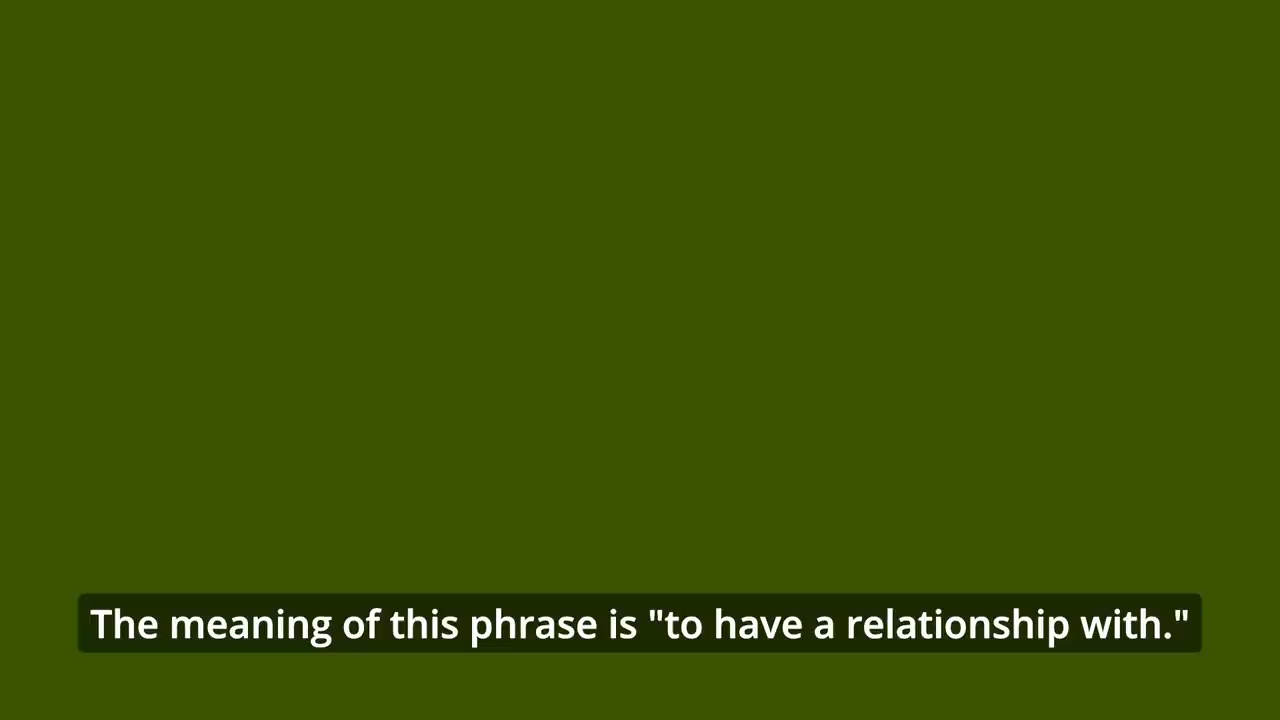 The meaning of this phrase is "to have a relationship with."